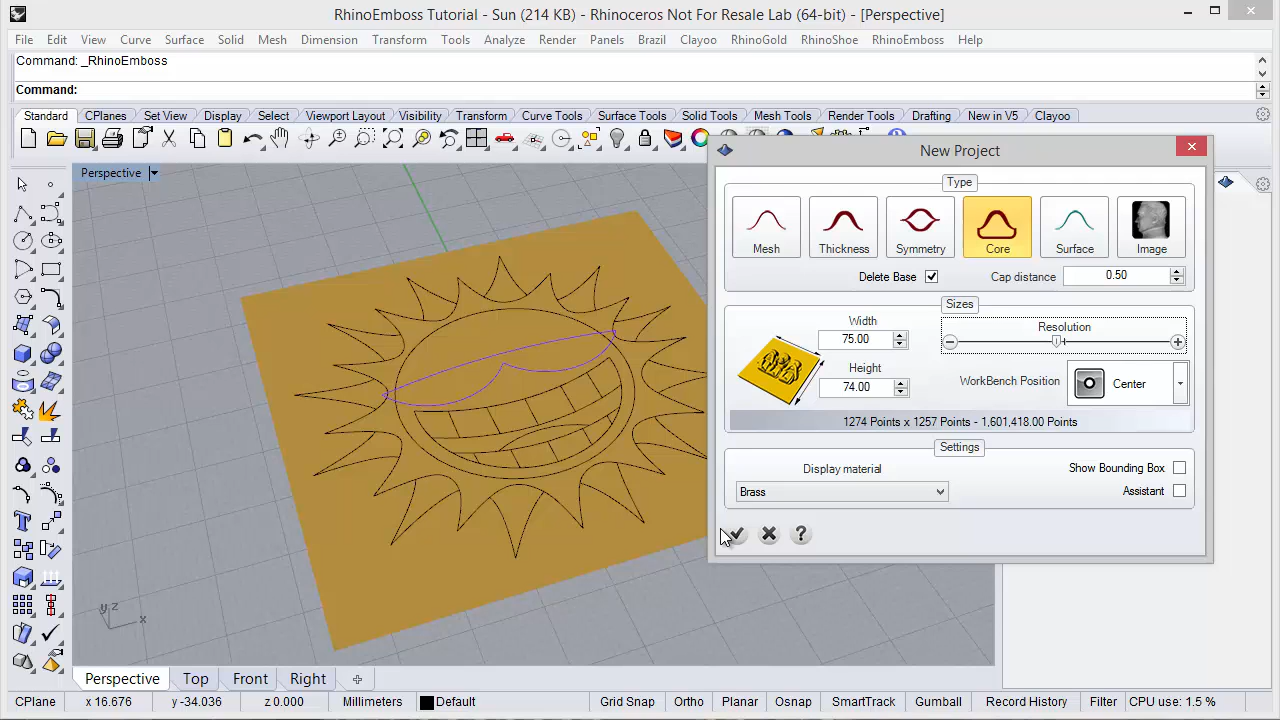 RhinoEmboss Tutorial - Sun (214 KB) - Rhinoceros Not For Resale Lab (64-bit) - [Perspective]
File Edit View Curve Surface Solid Mesh Dimension Transform Tools Analyze Render Panels Brazil Clayoo RhinoGold RhinoShoe RhinoEmboss Help
Command: _RhinoEmboss
Command:
Standard CPlanes Set View Display Select Viewport Layout Visibility Transform Curve Tools Surface Tools Solid Tools Mesh Tools Render Tools Drafting New in V5 Clayoo
Perspective
New Project
Type
Mesh Thickness Symmetry Core Surface Image
Delete Base Cap distance 0.50
Sizes
Width
75.00
Height
74.00
Resolution
WorkBench Position Center
1274 Points x 1257 Points - 1,601,418.00 Points
Settings
Display material
Brass
Show Bounding Box
Assistant
y z x
Perspective Top Front Right
CPlane x 16.676 y -34.036 z 0.000 Millimeters Default Grid Snap Ortho Planar Osnap SmartTrack Gumball Record History Filter CPU use: 1.5 %